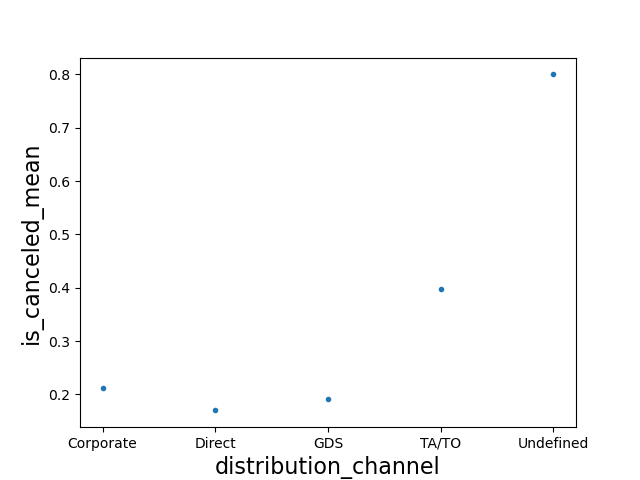 0.8
0.7
0.6
0.5
0.4
0.3
0.2
is_canceled_mean
Corporate Direct GDS TA/TO Undefined
distribution_channel